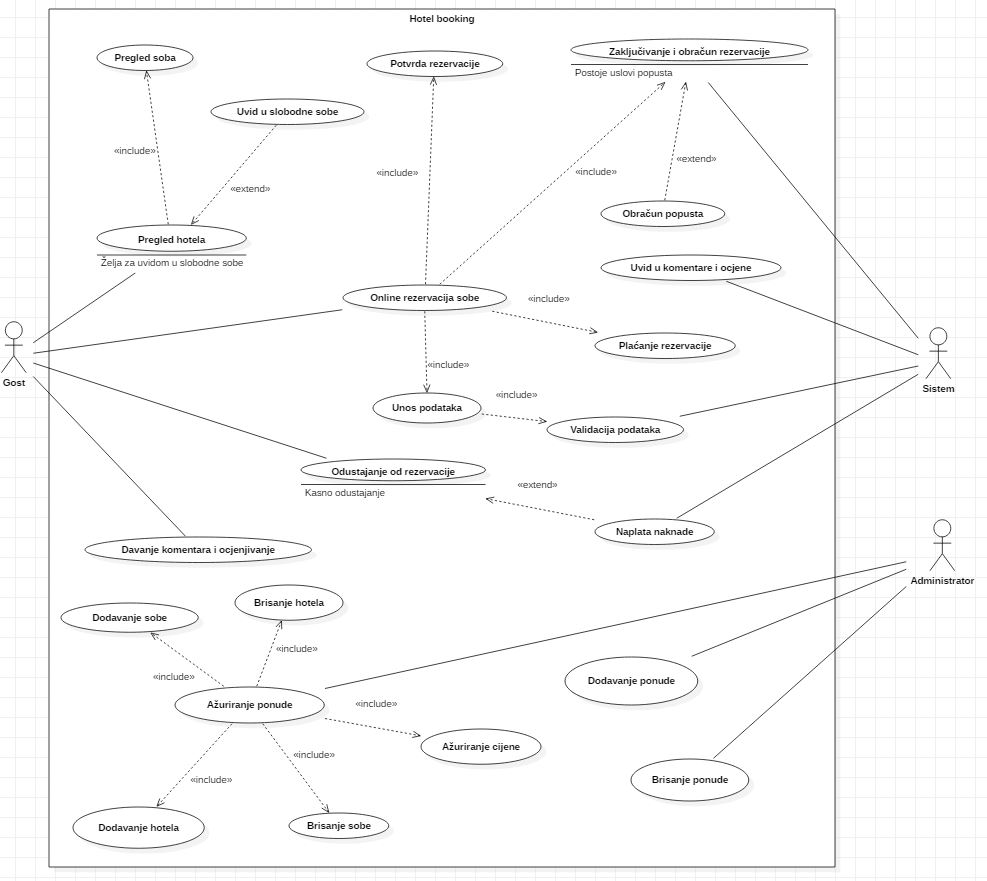 Hotel booking
Pregled soba
Potvrda rezervacije
Zaključivanje i obračun rezervacije
Postoje uslovi popusta
Uvid u slobodne sobe
«include»
«extend»
«include»
«include»
«extend»
Obračun popusta
Pregled hotela
Želja za uvidom u slobodne sobe
Uvid u komentare i ocjene
Online rezervacija sobe
«include»
Plaćanje rezervacije
Gost
Sistem
«include»
«include»
Unos podataka
Validacija podataka
Odustajanje od rezervacije
Kasno odustajanje
«extend»
Naplata naknade
Davanje komentara i ocjenjivanje
Administrator
Brisanje hotela
Dodavanje sobe
«include»
«include»
Dodavanje ponude
Ažuriranje ponude
«include»
Ažuriranje cijene
«include»
«include»
Brisanje ponude
Dodavanje hotela
Brisanje sobe